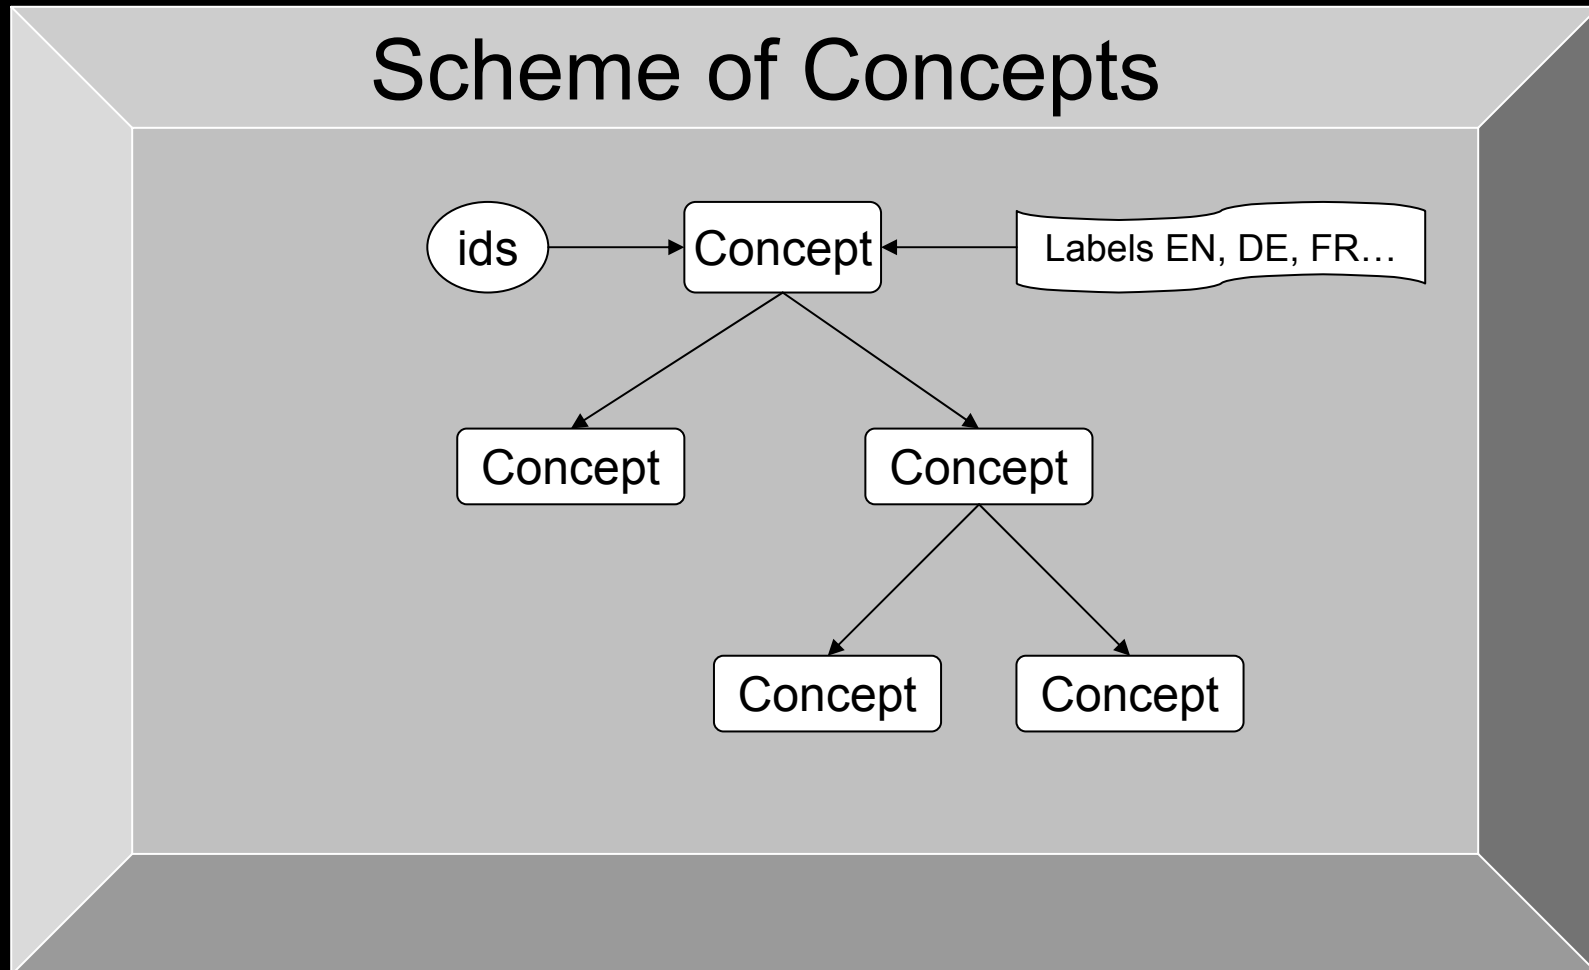 Scheme of Concepts
ids
Concept
Labels EN, DE, FR…
Concept
Concept
Concept
Concept